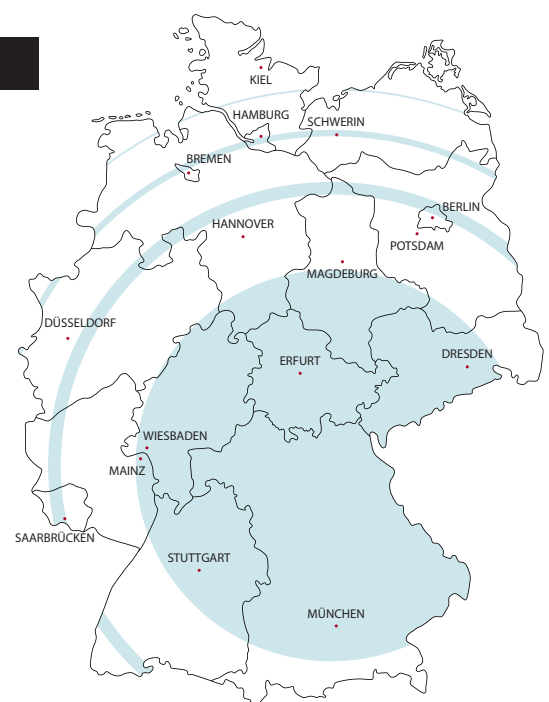 KIEL
HAMBURG
SCHWERIN
BREMEN
BERLIN
HANNOVER
POTSDAM
MAGDEBURG
DÜSSELDORF
DRESDEN
ERFURT
WIESBADEN
MAINZ
SAARBRÜCKEN
STUTTGART
MÜNCHEN